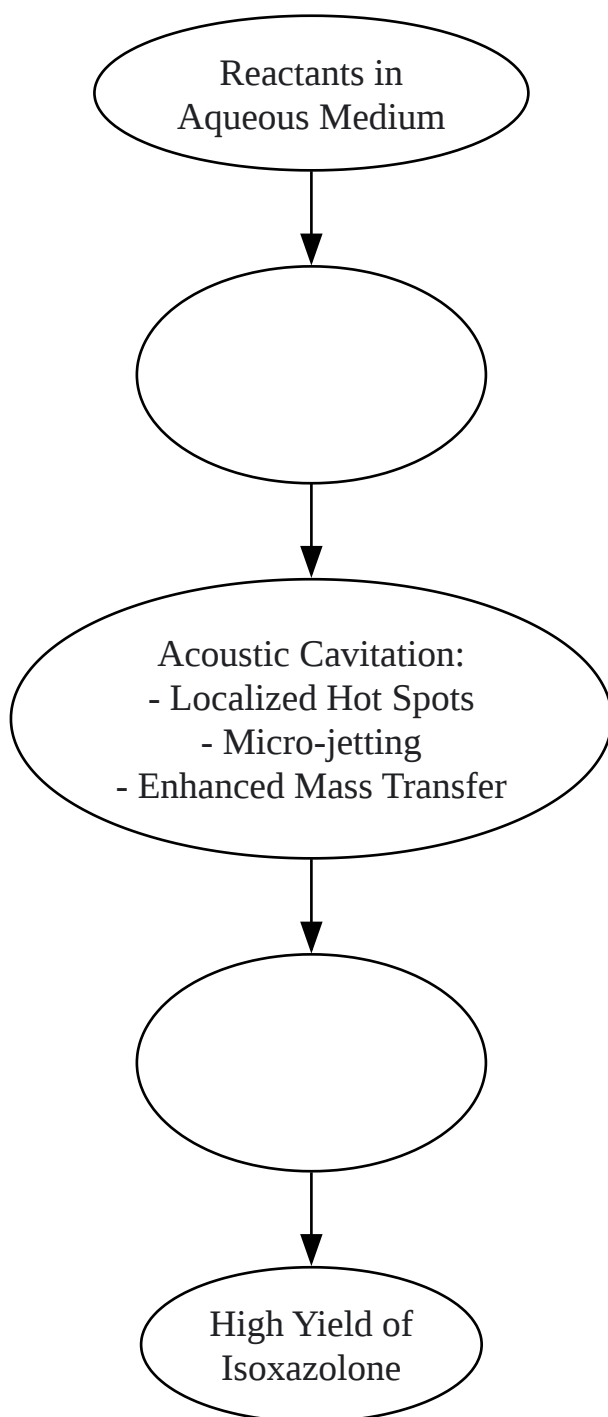 Reactants in
Aqueous Medium
Acoustic Cavitation:
- Localized Hot Spots
- Micro-jetting
- Enhanced Mass Transfer
High Yield of
Isoxazolone